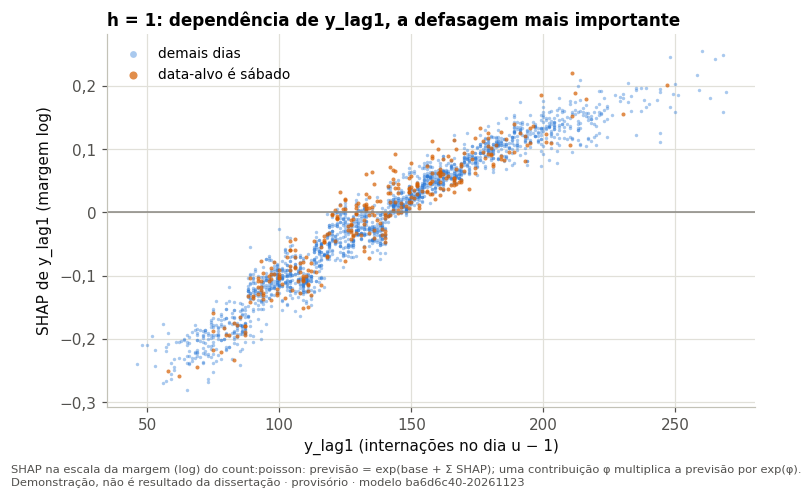 h = 1: dependência de y_lag1, a defasagem mais importante
demais dias
data-alvo é sábado
SHAP de y_lag1 (margem log)
0,2
0,1
0
−0,1
−0,2
−0,3
50 100 150 200 250
y_lag1 (internações no dia u − 1)
SHAP na escala da margem (log) do count:poisson: previsão = exp(base + Σ SHAP); uma contribuição φ multiplica a previsão por exp(φ).
Demonstração, não é resultado da dissertação · provisório · modelo ba6d6c40-20261123